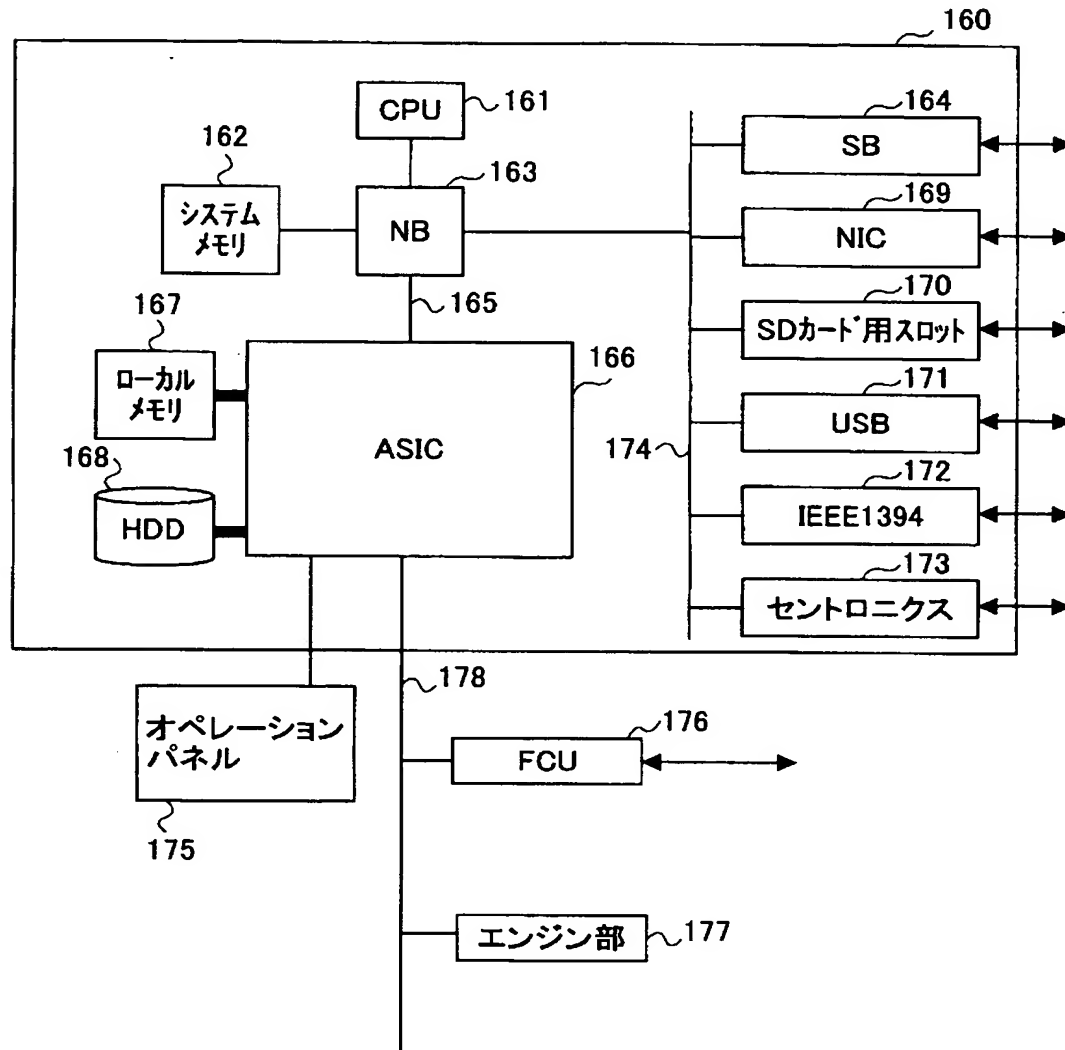 160
CPU
161
162
システム
メモリ
163
NB
164
SB
169
NIC
165
170
SDカード用スロット
167
ローカル
メモリ
166
ASIC
171
USB
174
168
HDD
172
IEEE1394
173
セントロニクス
178
オペレーション
パネル
175
176
FCU
エンジン部
177